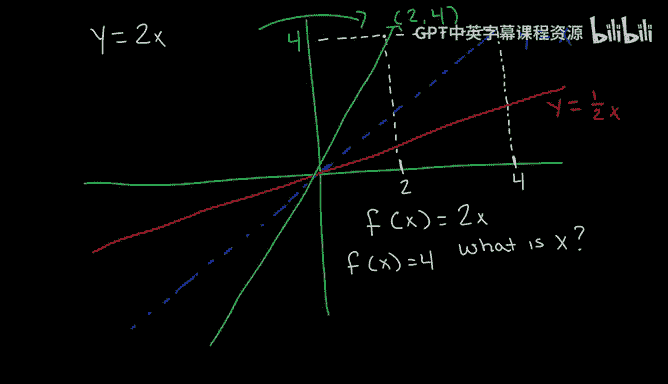 y = 2x
(2,4)
4
GPT中英字幕课程资源 bilibili
y = 1/2 x
2
4
f(x) = 2x
f(x) = 4 what is x?